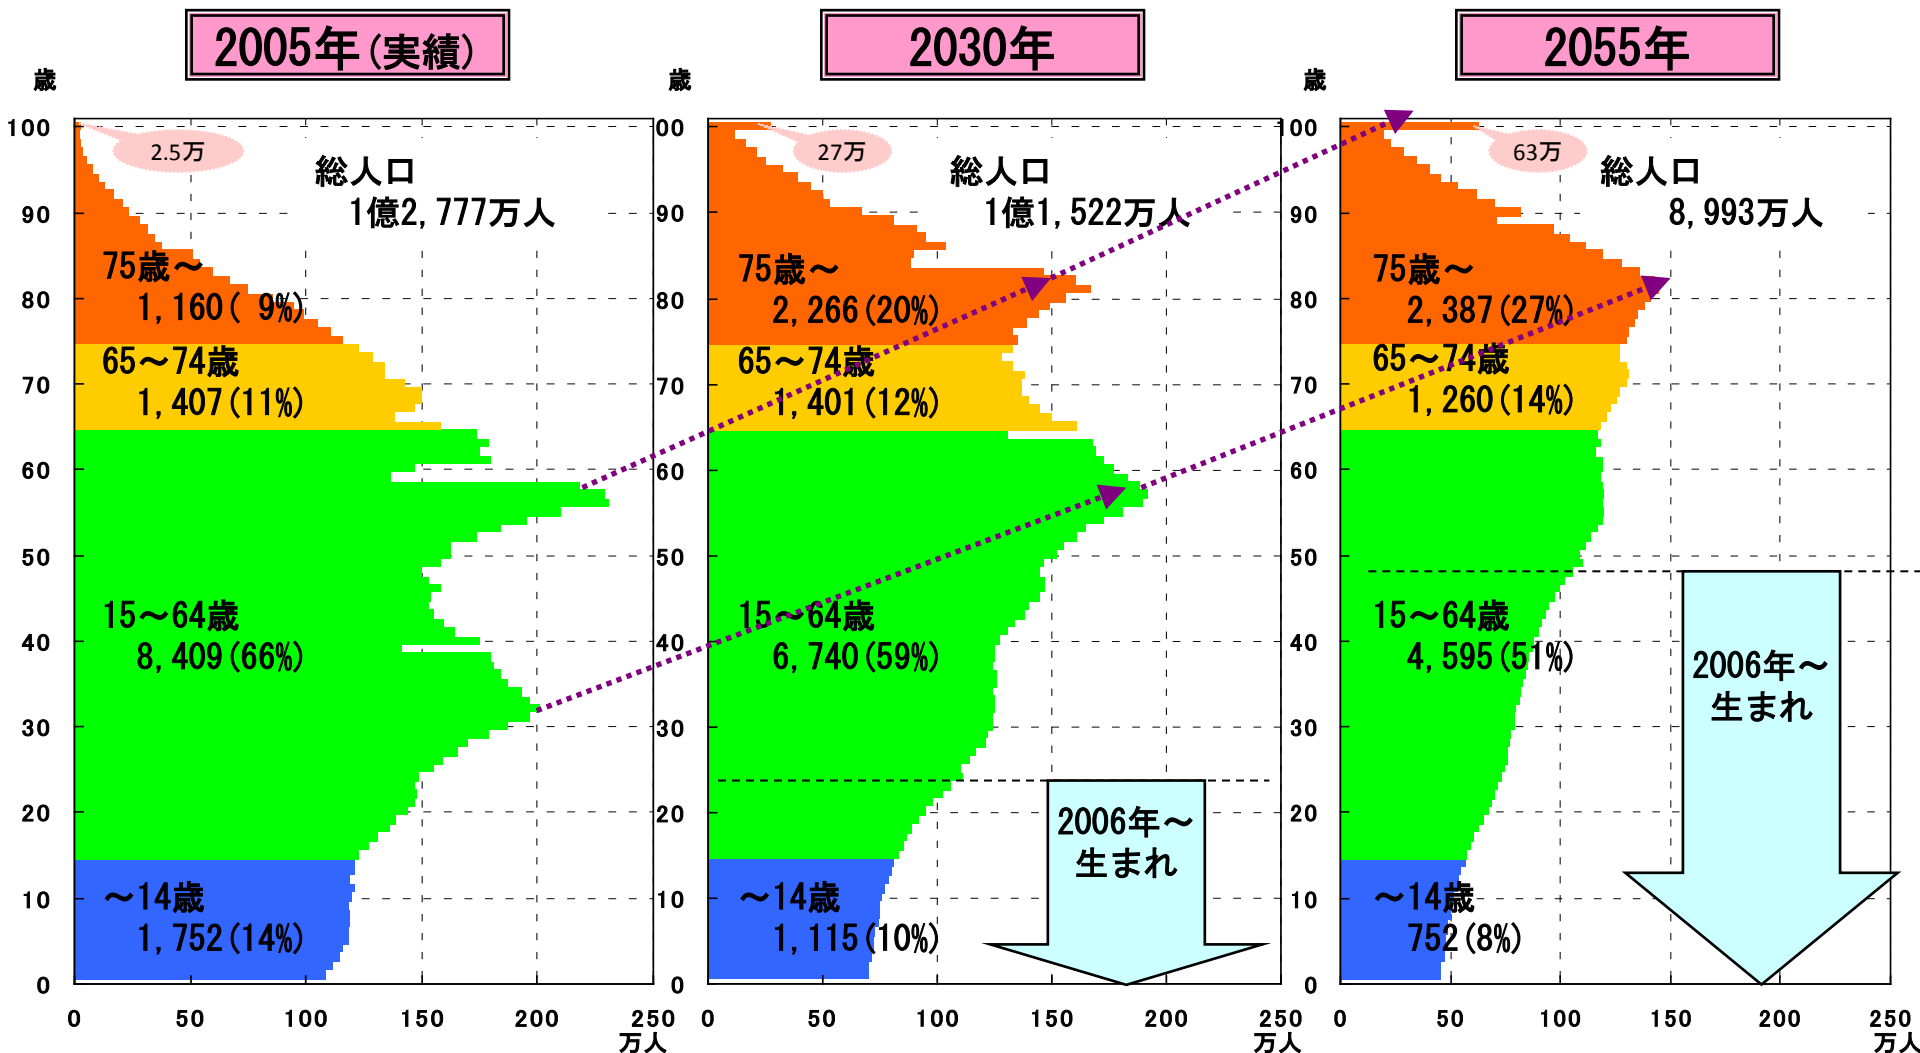 2005年(実績)
歳
100
90
80
70
60
50
40
30
20
10
0
2.5万
総人口
1億2,777万人
75歳～
1,160( 9%)
65～74歳
1,407(11%)
15～64歳
8,409(66%)
～14歳
1,752(14%)
0 50 100 150 200 250
万人
2030年
歳
00
90
80
70
60
50
40
30
20
10
0
27万
総人口
1億1,522万人
75歳～
2,266(20%)
65～74歳
1,401(12%)
15～64歳
6,740(59%)
2006年～
生まれ
～14歳
1,115(10%)
0 50 100 150 200 250
万人
2055年
歳
100
90
80
70
60
50
40
30
20
10
0
63万
総人口
8,993万人
75歳～
2,387(27%)
65～74歳
1,260(14%)
15～64歳
4,595(51%)
2006年～
生まれ
～14歳
752(8%)
0 50 100 150 200 250
万人